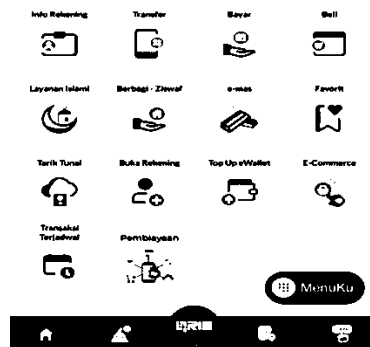 Info Rekening
Transfer
Bayar
Beli
Layanan Islami
Berbagi - Ziswaf
e-mas
Favorit
Tarik Tunai
Buka Rekening
Top Up eWallet
E-Commerce
Transaksi
Terjadwal
Pembiayaan
MenuKu